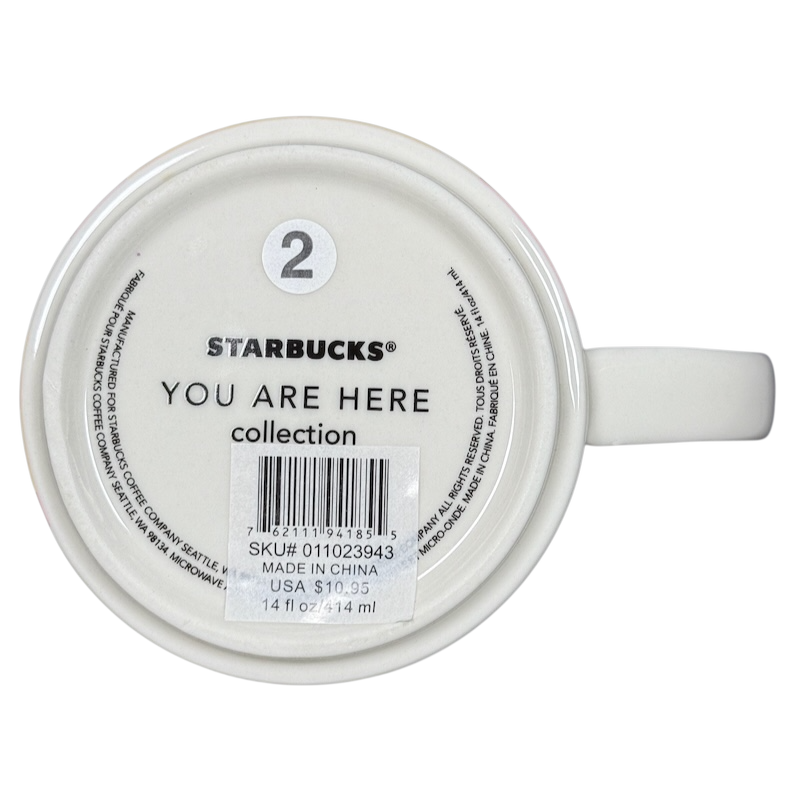 2
STARBUCKS®
YOU ARE HERE
collection
7 62111 94185 5
SKU# 011023943
MADE IN CHINA
USA $10.95
14 fl oz/414 ml
MANUFACTURED FOR STARBUCKS COFFEE COMPANY SEATTLE,
FABRIQUÉ POUR STARBUCKS COFFEE COMPANY SEATTLE, WA 98134. MICROWAVE
ALL RIGHTS RESERVED. TOUS DROITS RÉSERVÉ.
MICRO-ONDE. MADE IN CHINA. FABRIQUÉ EN CHINE. 14 fl oz/414 mL